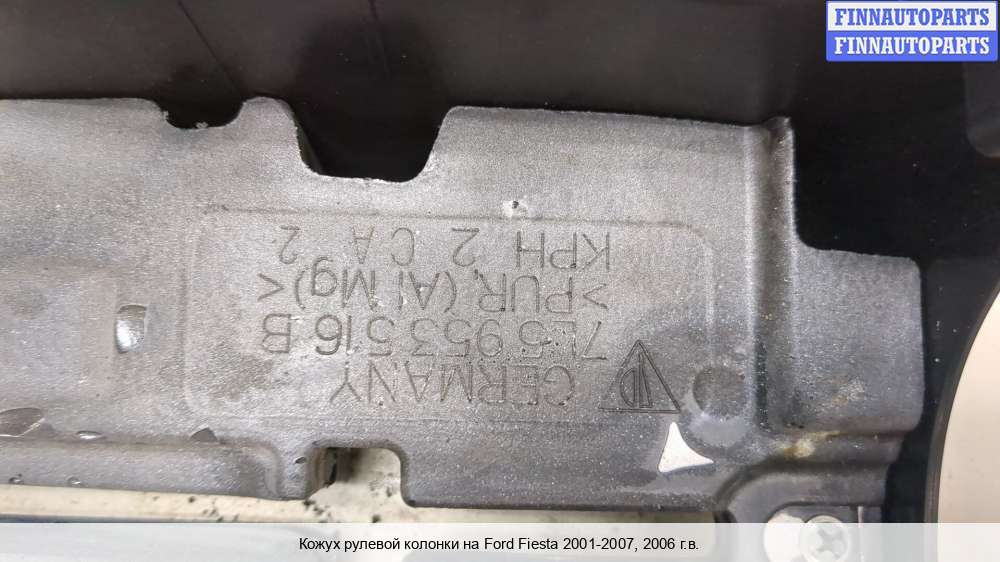 FINNAUTOPARTS
FINNAUTOPARTS
GERMANY
7L5 953 516 B
>PUR (Al Mg)<
KPH 2 CA 2
Кожух рулевой колонки на Ford Fiesta 2001-2007, 2006 г.в.